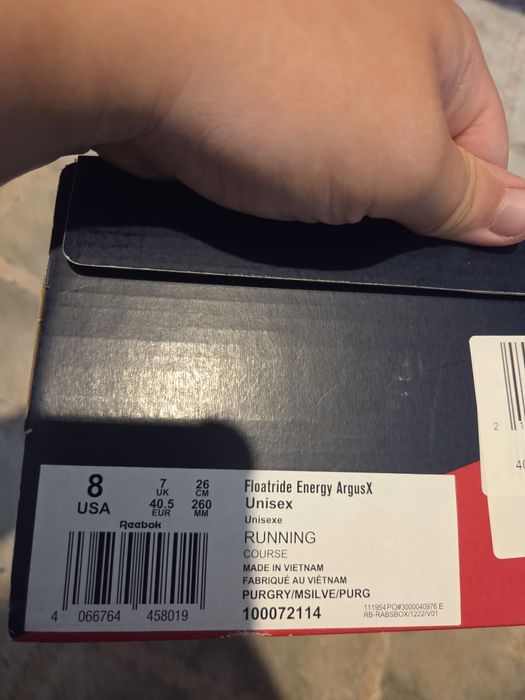 8
USA
7
UK
40.5
EUR
26
CM
260
MM
Reebok
4 066764 458019
Floatride Energy ArgusX
Unisex
Unisexe
RUNNING
COURSE
MADE IN VIETNAM
FABRIQUÉ AU VIÊTNAM
PURGRY/MSILVE/PURG
100072114
111954 PO#3000040976 E
RB-RABSBOX/1222/V01
2
40